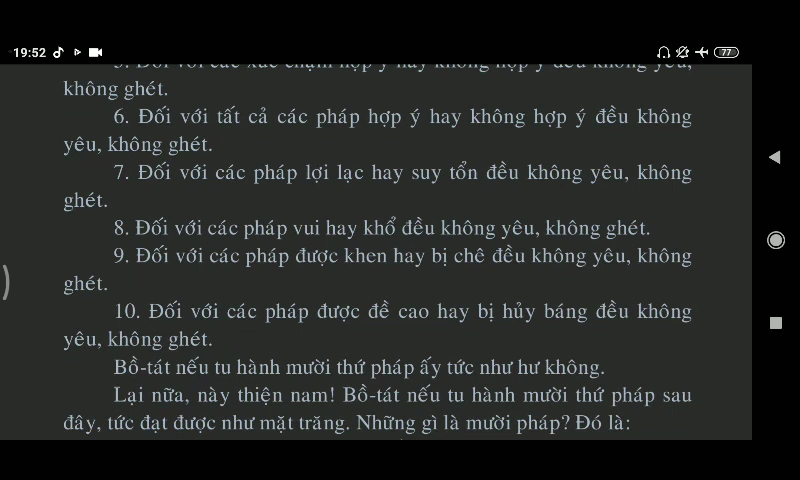 19:52
77
không ghét.
6. Đối với tất cả các pháp hợp ý hay không hợp ý đều không
yêu, không ghét.
7. Đối với các pháp lợi lạc hay suy tổn đều không yêu, không
ghét.
8. Đối với các pháp vui hay khổ đều không yêu, không ghét.
9. Đối với các pháp được khen hay bị chê đều không yêu, không
ghét.
10. Đối với các pháp được đề cao hay bị hủy báng đều không
yêu, không ghét.
Bồ-tát nếu tu hành mười thứ pháp ấy tức như hư không.
Lại nữa, này thiện nam! Bồ-tát nếu tu hành mười thứ pháp sau
đây, tức đạt được như mặt trăng. Những gì là mười pháp? Đó là: